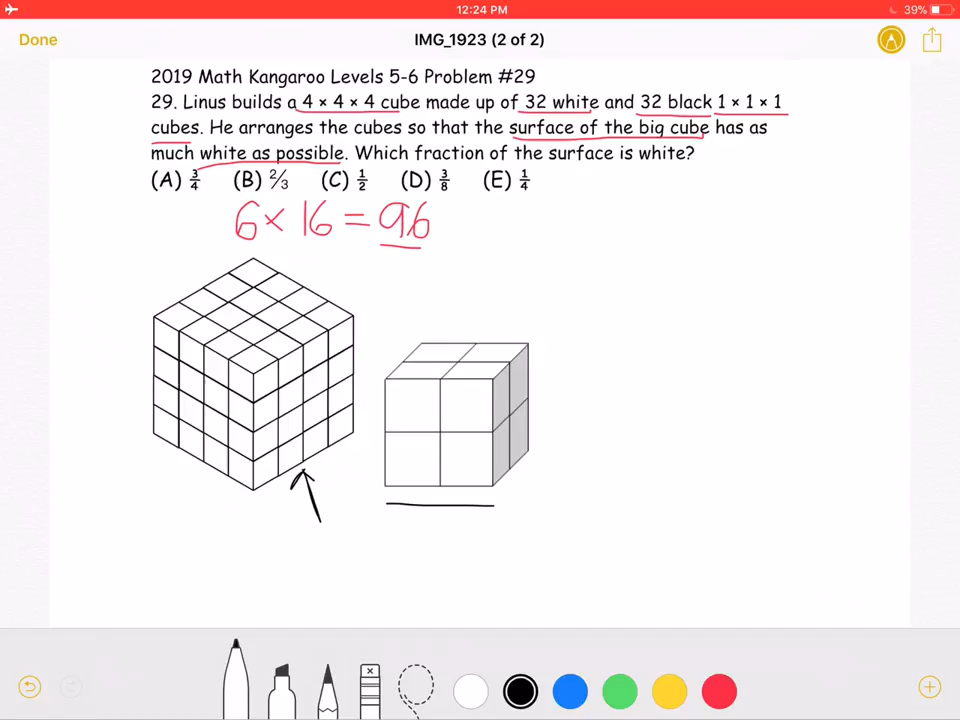 12:24 PM
39%
Done
IMG_1923 (2 of 2)
2019 Math Kangaroo Levels 5-6 Problem #29
29. Linus builds a 4 × 4 × 4 cube made up of 32 white and 32 black 1 × 1 × 1
cubes. He arranges the cubes so that the surface of the big cube has as
much white as possible. Which fraction of the surface is white?
(A) 3/4 (B) 2/3 (C) 1/2 (D) 3/8 (E) 1/4
6 × 16 = 96